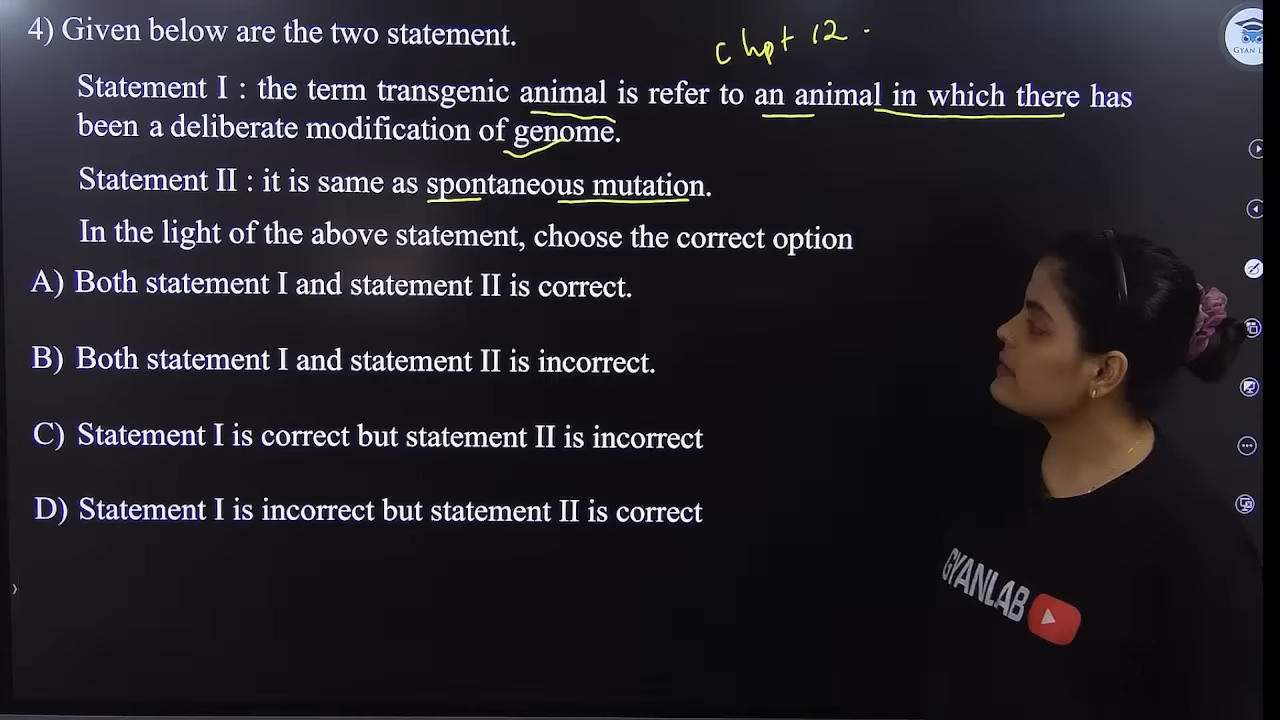 4) Given below are the two statement.
chpt 12.
GYAN L
Statement I : the term transgenic animal is refer to an animal in which there has
been a deliberate modification of genome.
Statement II : it is same as spontaneous mutation.
In the light of the above statement, choose the correct option
A) Both statement I and statement II is correct.
B) Both statement I and statement II is incorrect.
C) Statement I is correct but statement II is incorrect
D) Statement I is incorrect but statement II is correct
GYANLAB